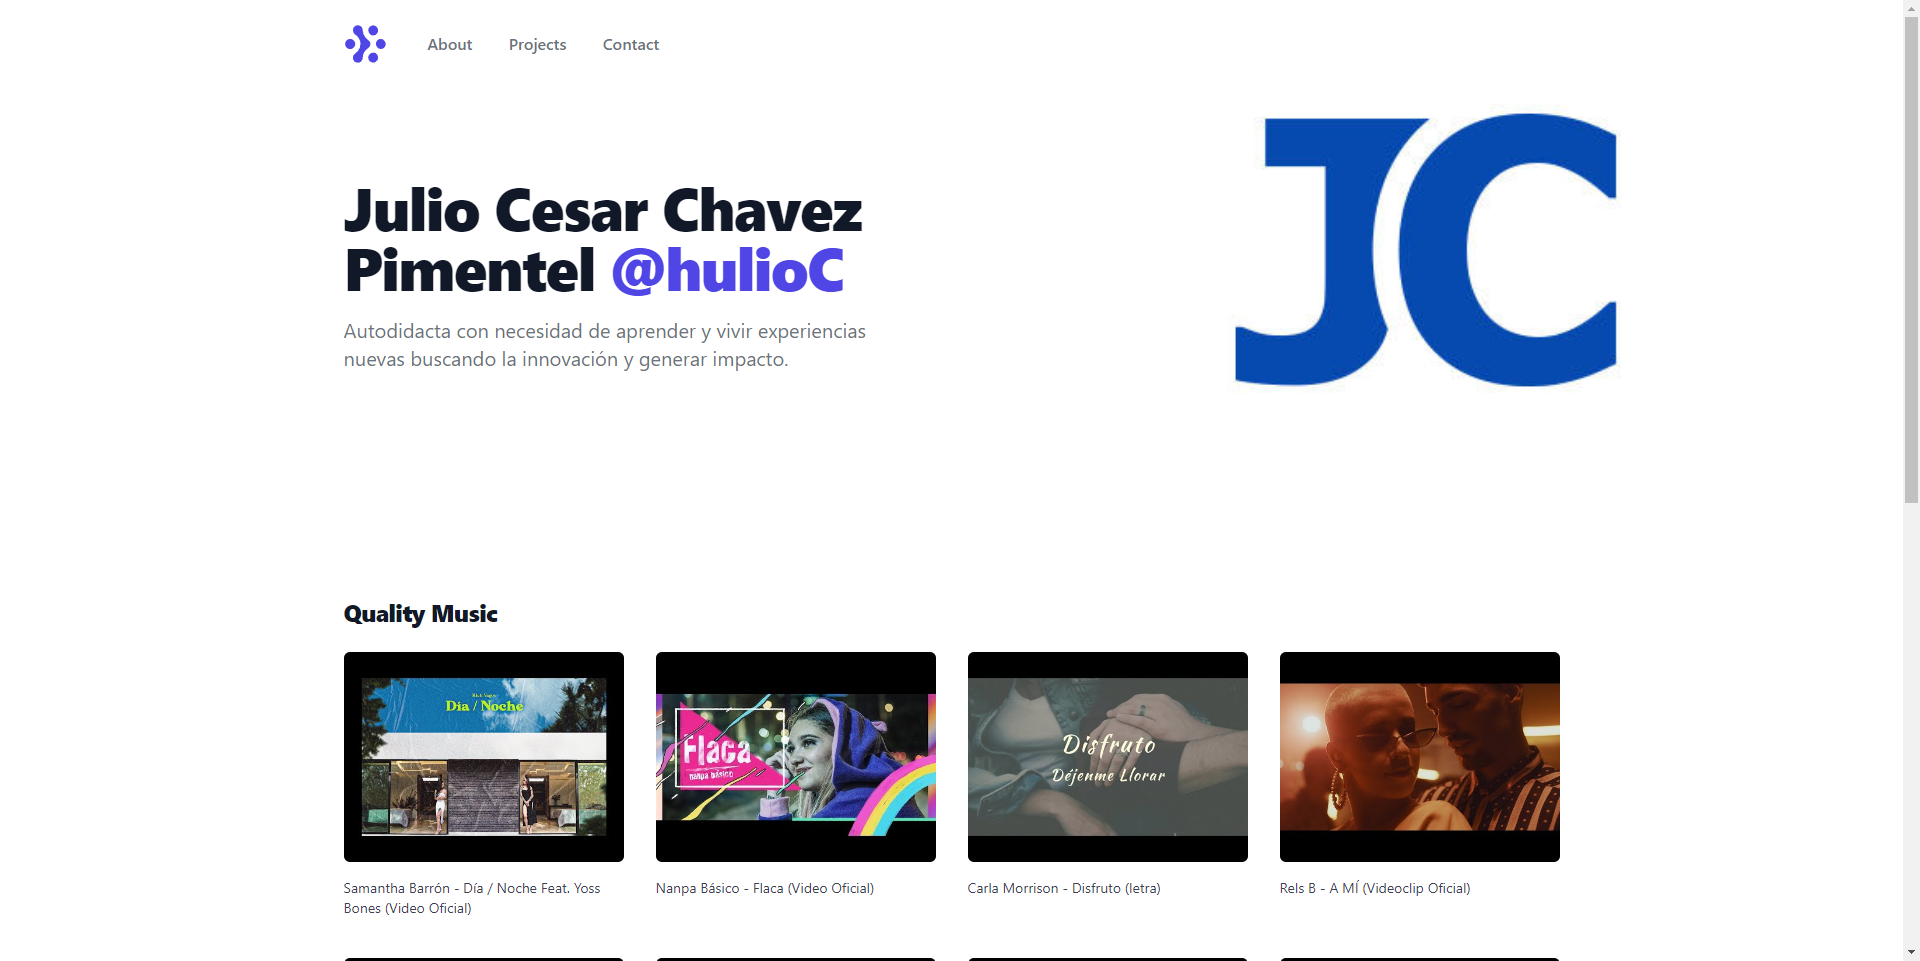 About Projects Contact
JC
Julio Cesar Chavez
Pimentel @hulioC
Autodidacta con necesidad de aprender y vivir experiencias
nuevas buscando la innovación y generar impacto.
Quality Music
Día / Noche
Flaca
nanpa básico
Disfruto
Déjenme Llorar
Samantha Barrón - Día / Noche Feat. Yoss
Bones (Video Oficial)
Nanpa Básico - Flaca (Video Oficial)
Carla Morrison - Disfruto (letra)
Rels B - A MÍ (Videoclip Oficial)